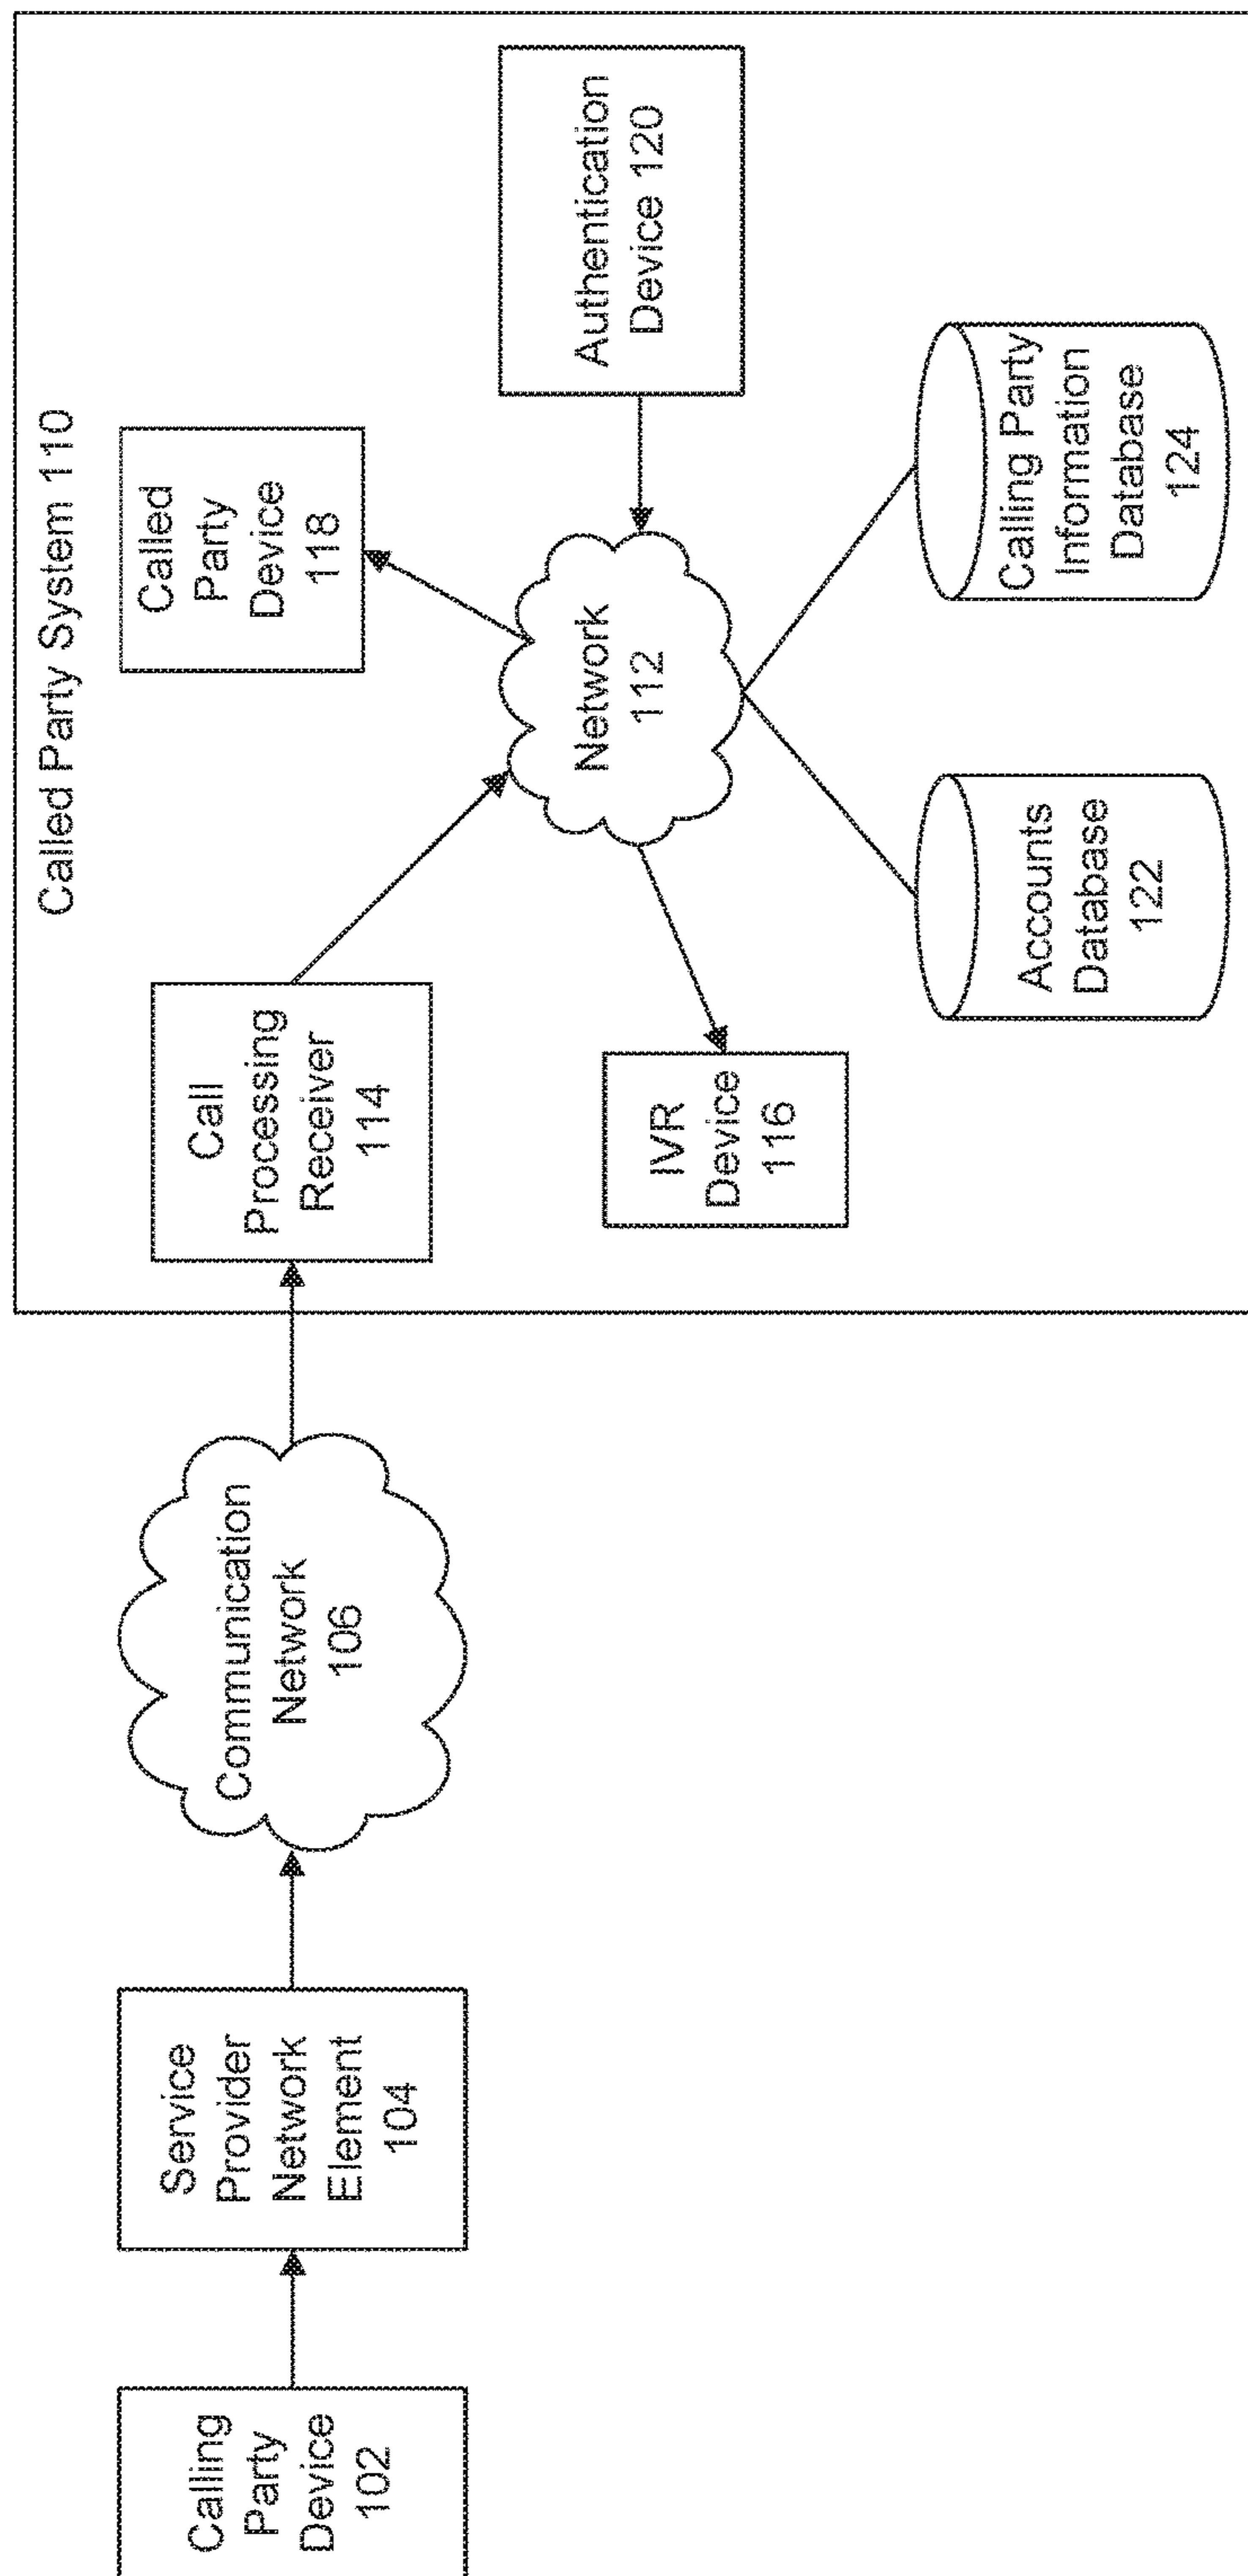 Calling
Party
Device
102
Service
Provider
Network
Element
104
Communication
Network
106
Called Party System 110
Call
Processing
Receiver
114
Called
Party
Device
118
IVR
Device
116
Network
112
Authentication
Device 120
Accounts
Database
122
Calling Party
Information
Database
124